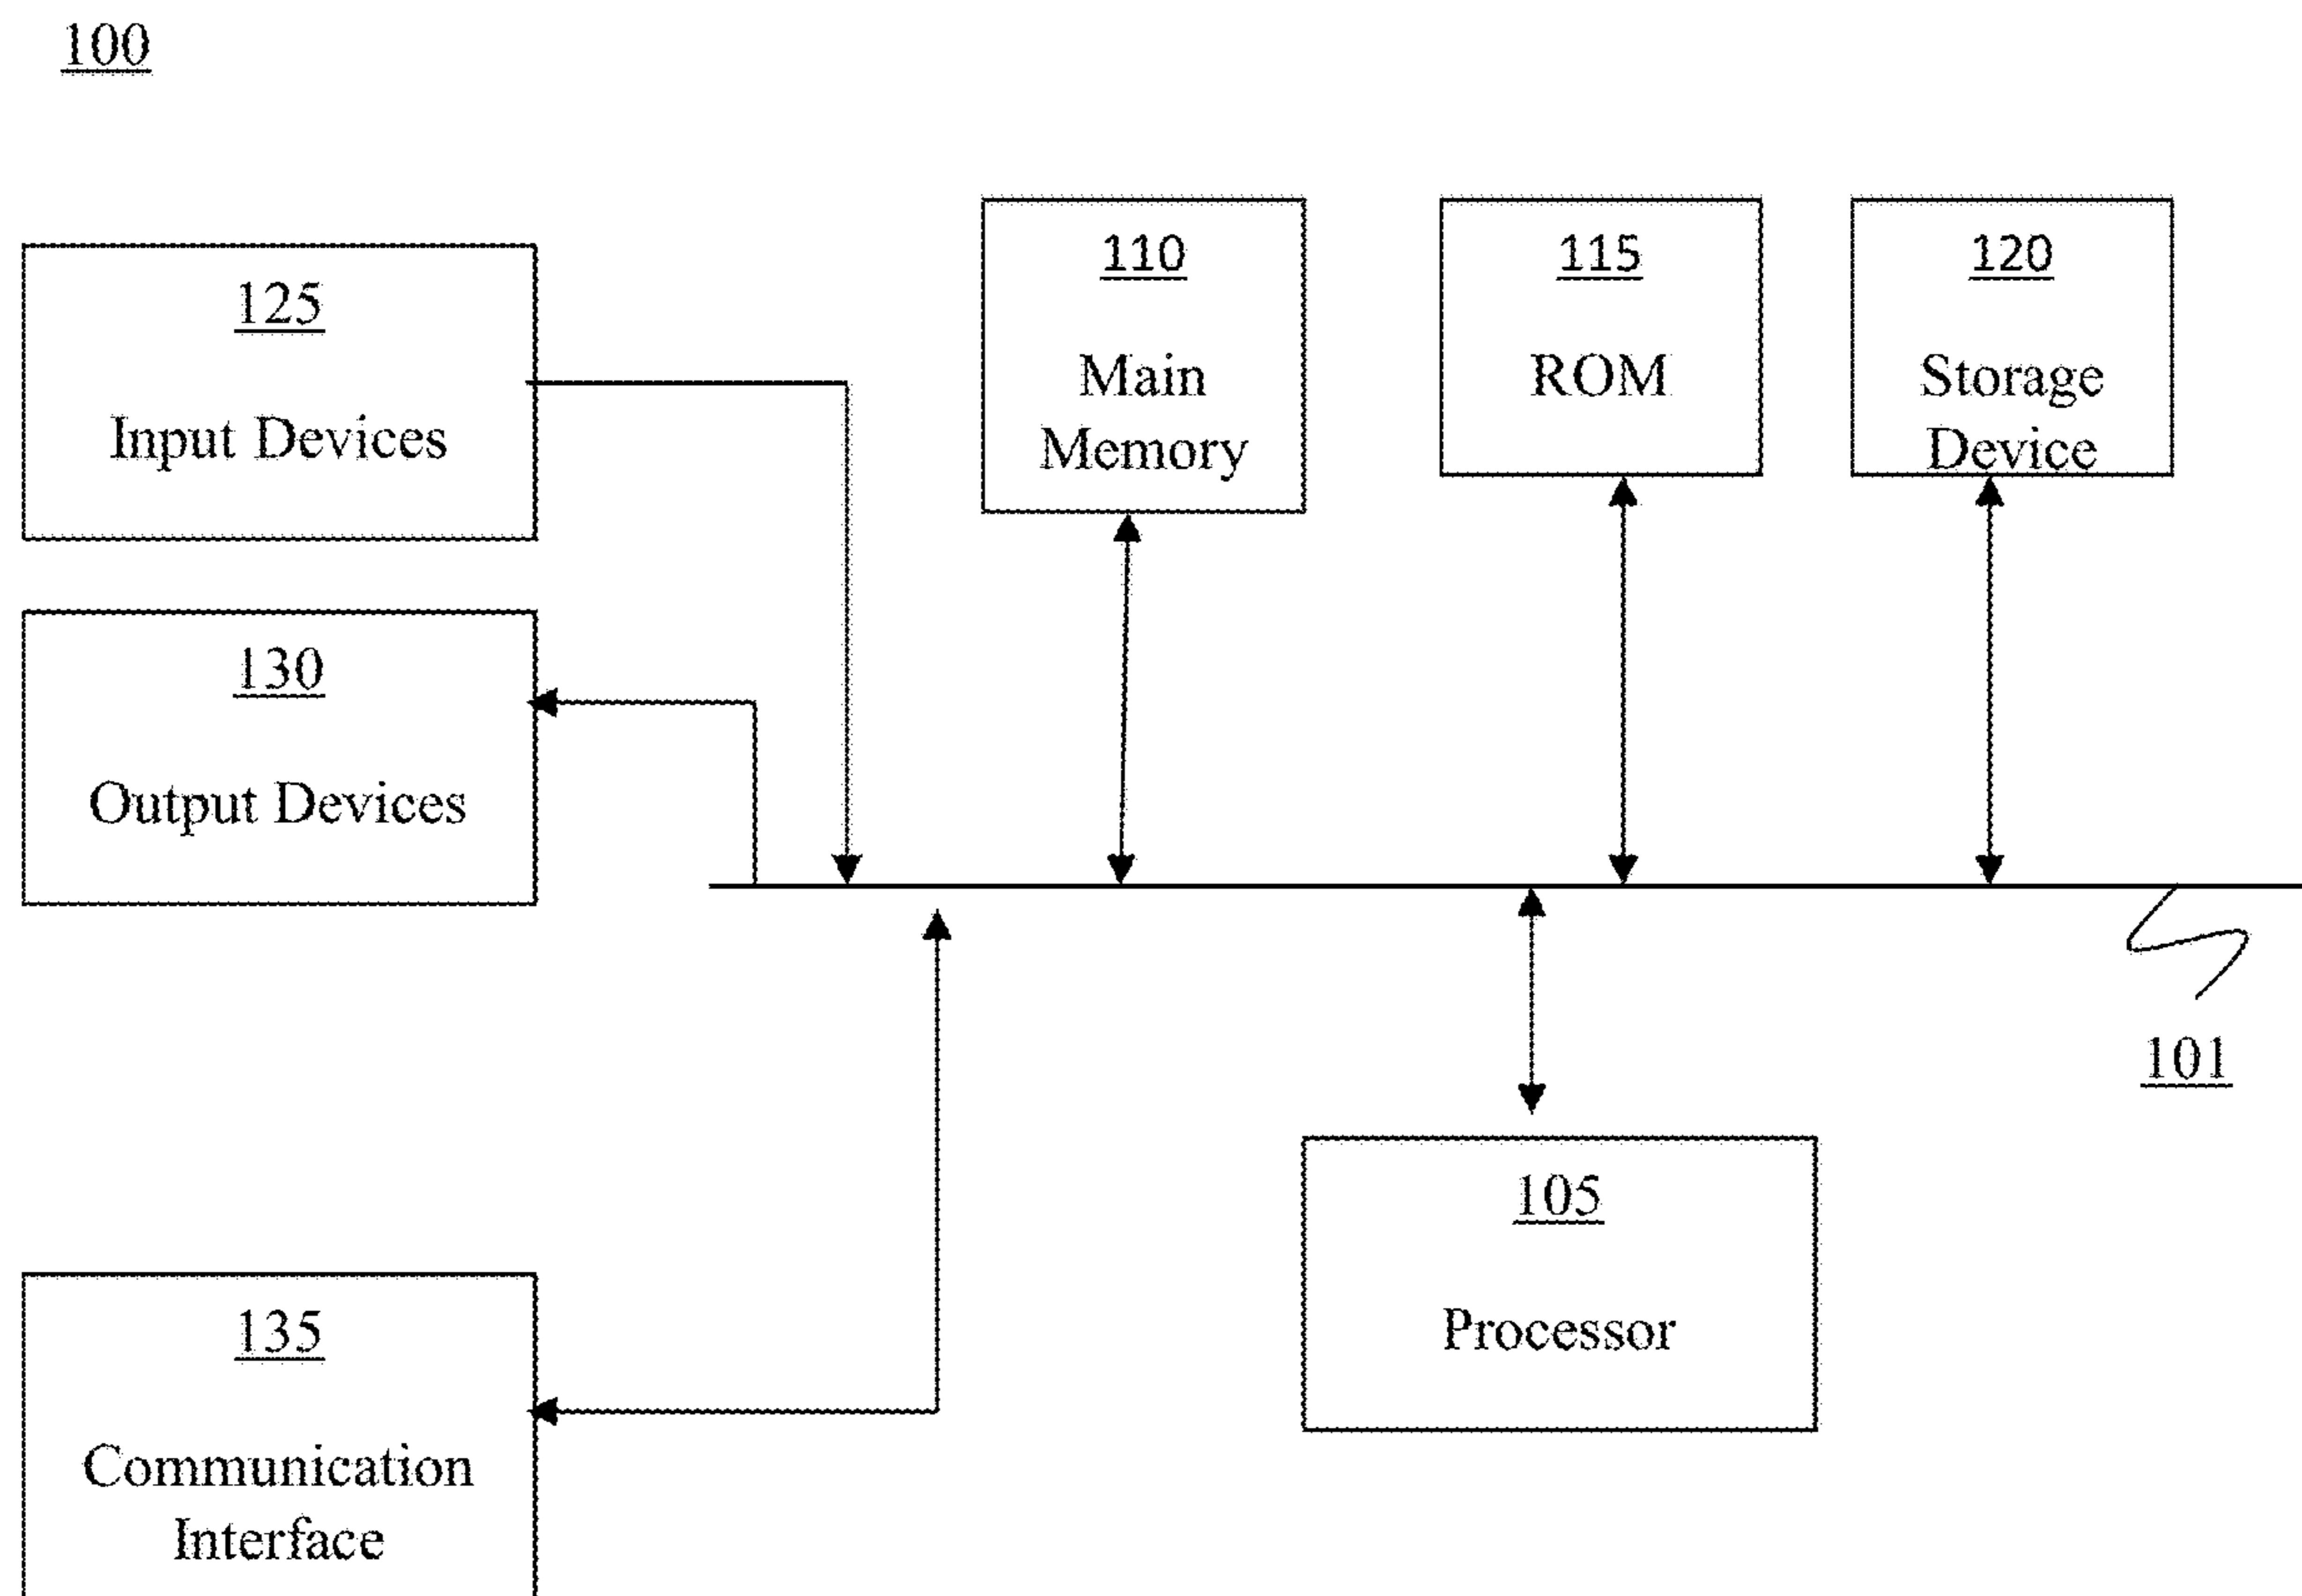 100
125
Input Devices
110
Main
Memory
115
ROM
120
Storage
Device
130
Output Devices
101
105
Processor
135
Communication
Interface